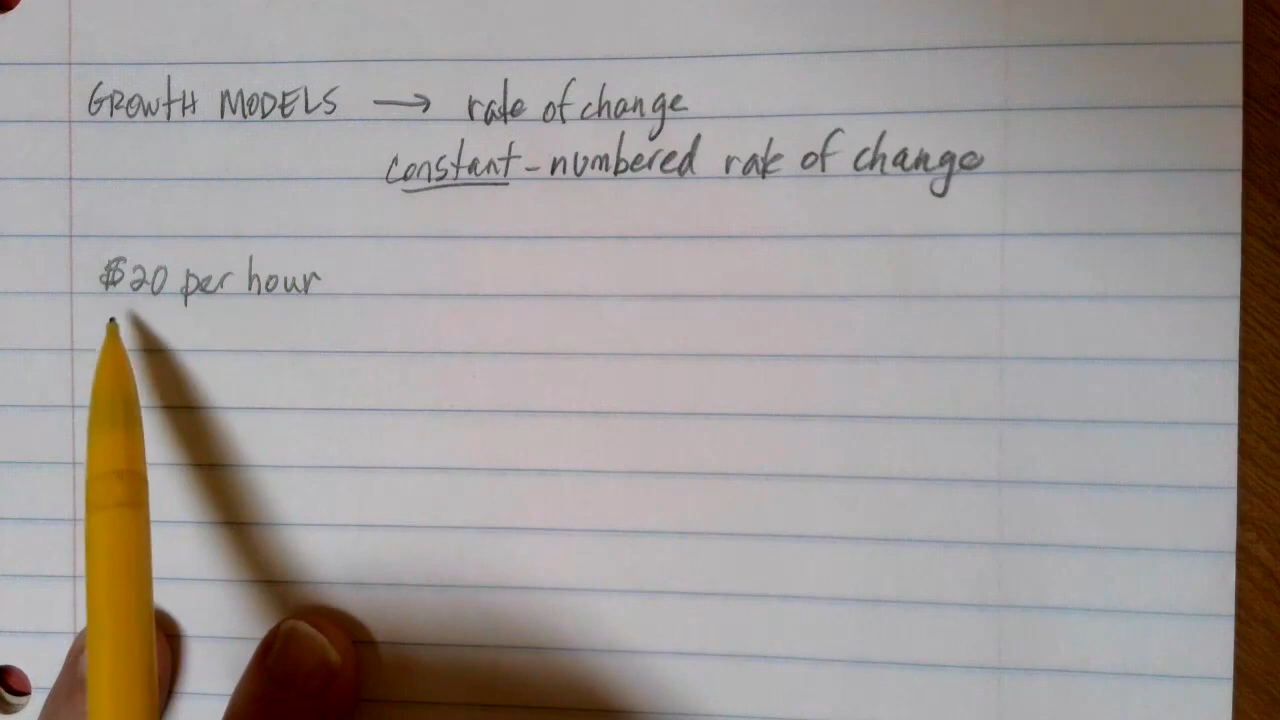 GROWTH MODELS → rate of change
constant-numbered rate of change
$20 per hour